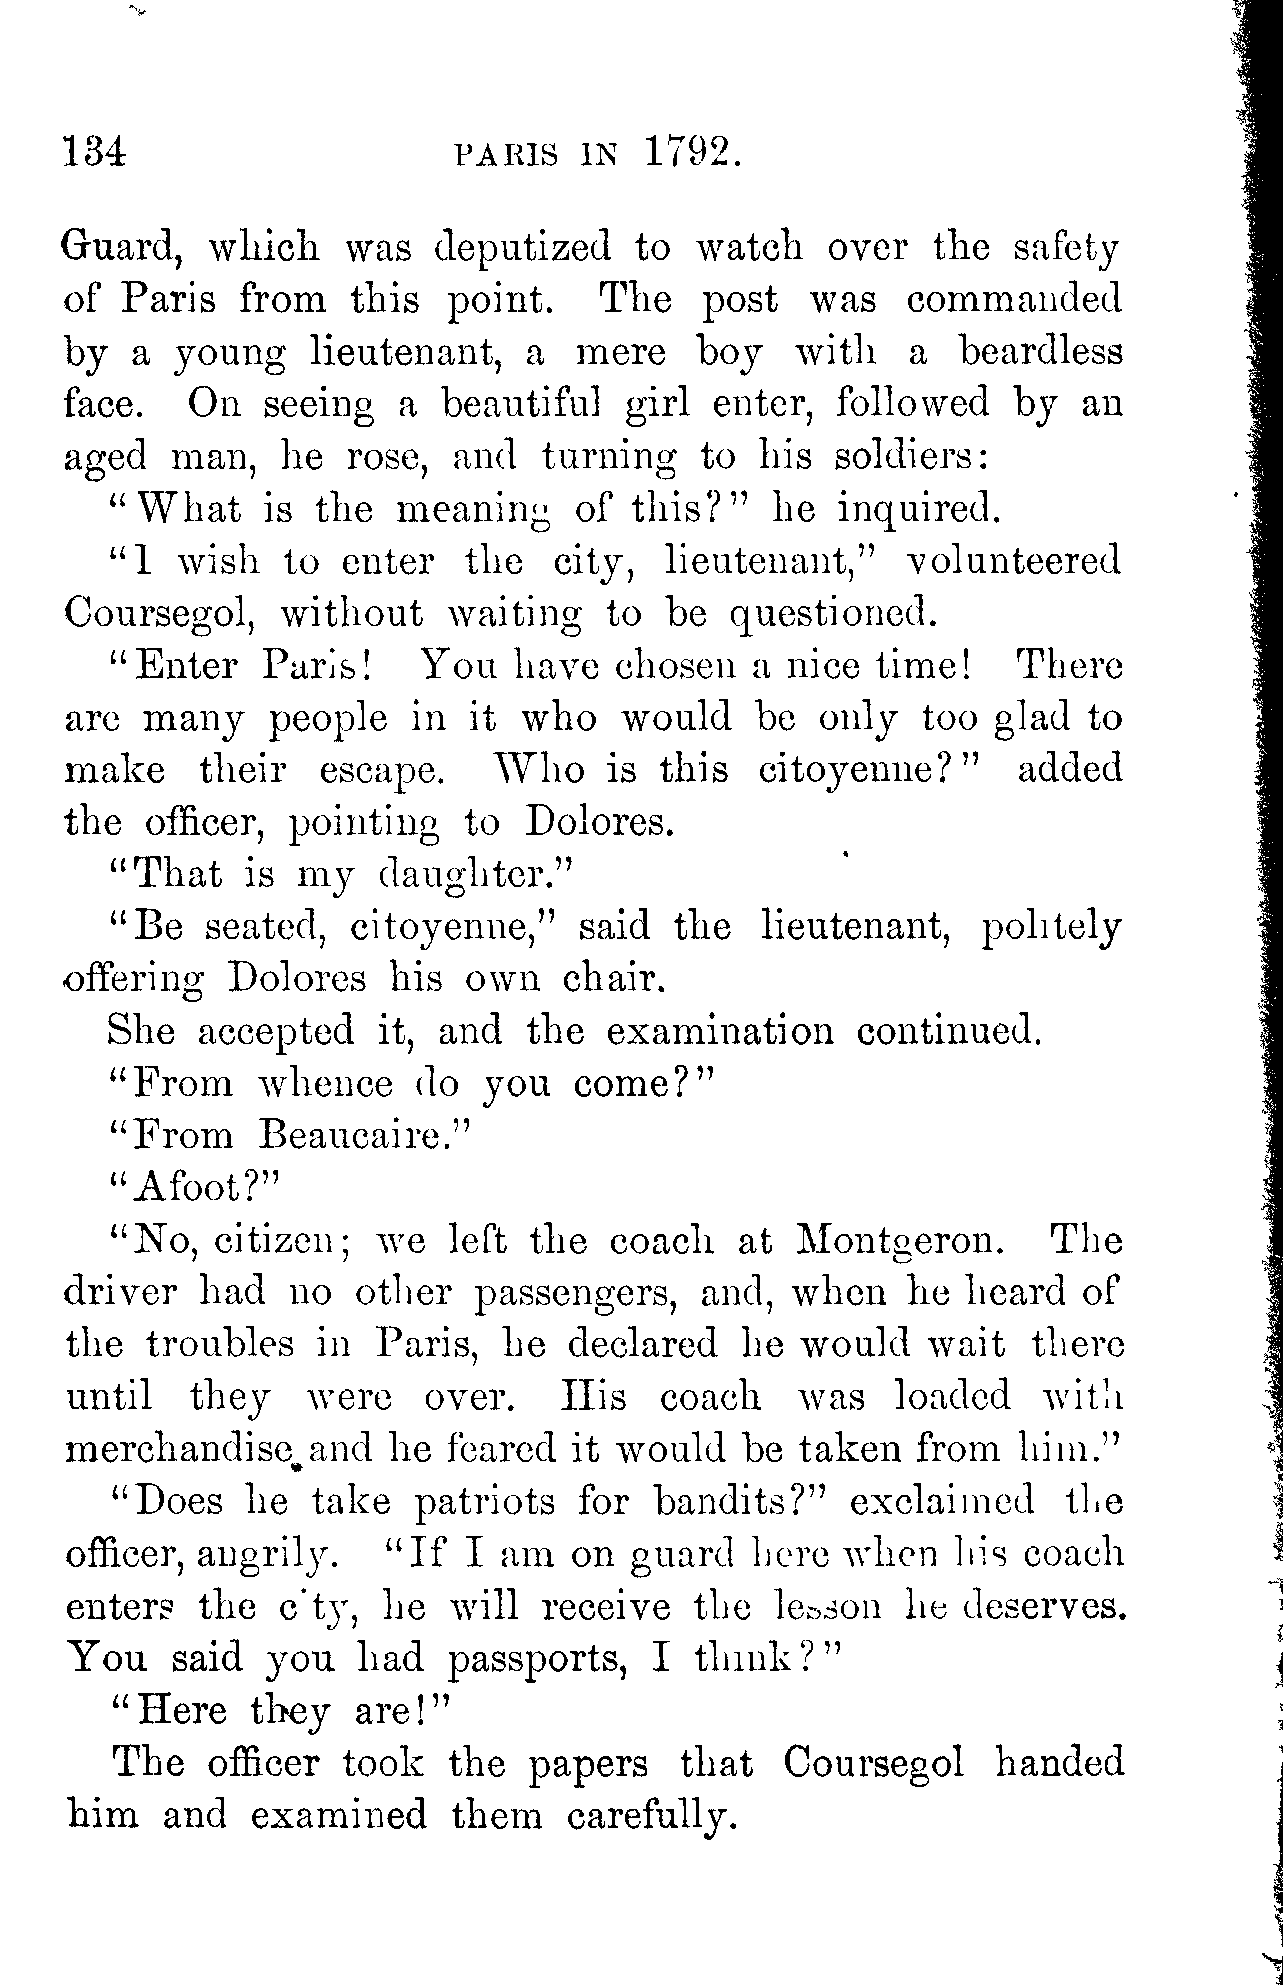 134 PARIS IN 1792.
Guard, which was deputized to watch over the safety
of Paris from this point. The post was commanded
by a young lieutenant, a mere boy with a beardless
face. On seeing a beautiful girl enter, followed by an
aged man, he rose, and turning to his soldiers:
"What is the meaning of this?" he inquired.
"I wish to enter the city, lieutenant," volunteered
Coursegol, without waiting to be questioned.
"Enter Paris! You have chosen a nice time! There
are many people in it who would be only too glad to
make their escape. Who is this citoyenne?" added
the officer, pointing to Dolores.
"That is my daughter."
"Be seated, citoyenne," said the lieutenant, politely
offering Dolores his own chair.
She accepted it, and the examination continued.
"From whence do you come?"
"From Beaucaire."
"Afoot?"
"No, citizen; we left the coach at Montgeron. The
driver had no other passengers, and, when he heard of
the troubles in Paris, he declared he would wait there
until they were over. His coach was loaded with
merchandise and he feared it would be taken from him."
"Does he take patriots for bandits?" exclaimed the
officer, angrily. "If I am on guard here when his coach
enters the city, he will receive the lesson he deserves.
You said you had passports, I think?"
"Here they are!"
The officer took the papers that Coursegol handed
him and examined them carefully.